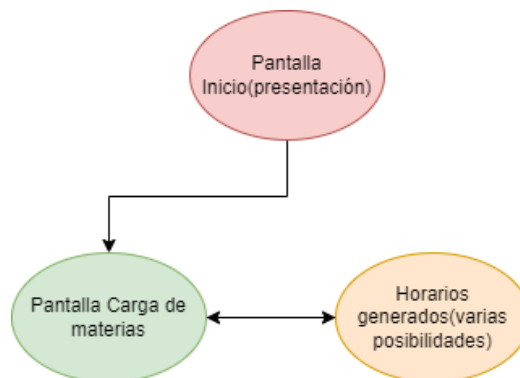 Pantalla
Inicio(presentación)
Pantalla Carga de
materias
Horarios
generados(varias
posibilidades)